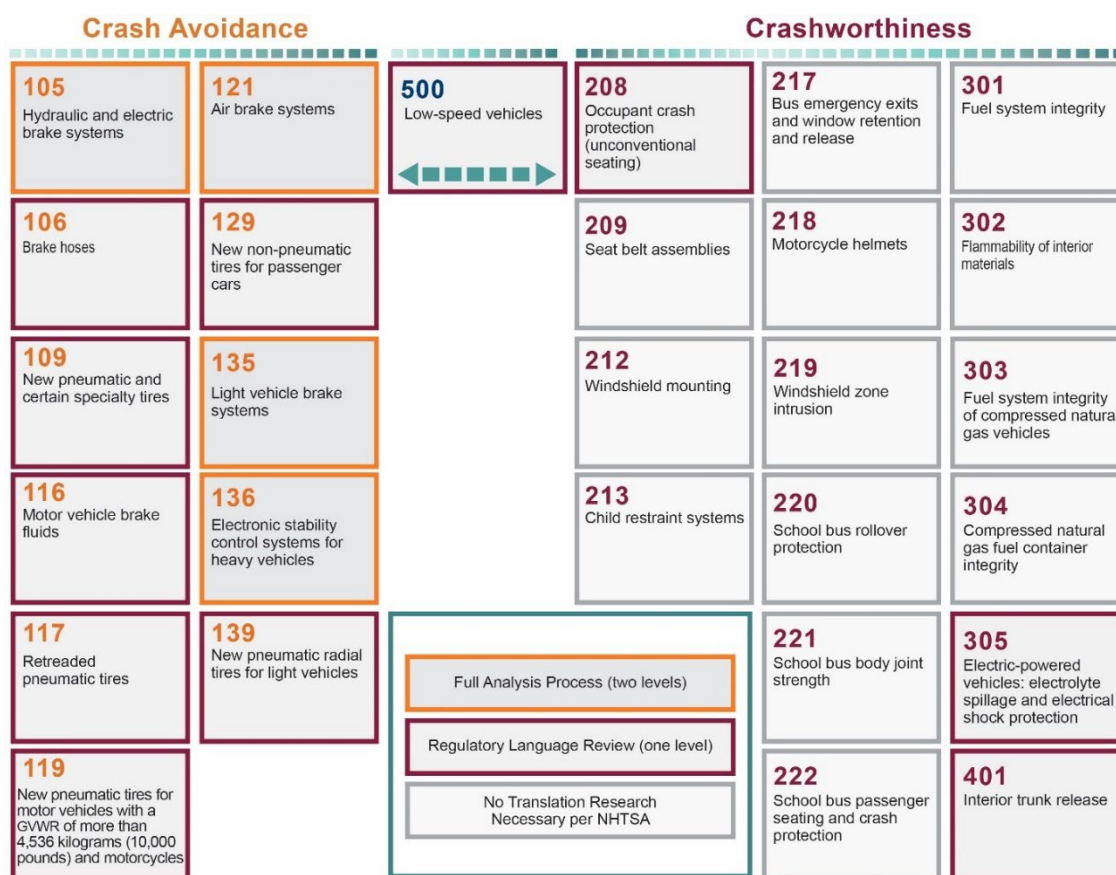 Crash Avoidance
Crashworthiness
105
Hydraulic and electric
brake systems
121
Air brake systems
500
Low-speed vehicles
208
Occupant crash
protection
(unconventional
seating)
217
Bus emergency exits
and window retention
and release
301
Fuel system integrity
106
Brake hoses
129
New non-pneumatic
tires for passenger
cars
209
Seat belt assemblies
218
Motorcycle helmets
302
Flammability of interior
materials
109
New pneumatic and
certain specialty tires
135
Light vehicle brake
systems
212
Windshield mounting
219
Windshield zone
intrusion
303
Fuel system integrity
of compressed natural
gas vehicles
116
Motor vehicle brake
fluids
136
Electronic stability
control systems for
heavy vehicles
213
Child restraint systems
220
School bus rollover
protection
304
Compressed natural
gas fuel container
integrity
117
Retreaded
pneumatic tires
139
New pneumatic radial
tires for light vehicles
Full Analysis Process (two levels)
Regulatory Language Review (one level)
No Translation Research
Necessary per NHTSA
221
School bus body joint
strength
305
Electric-powered
vehicles: electrolyte
spillage and electrical
shock protection
119
New pneumatic tires for
motor vehicles with a
GVWR of more than
4,536 kilograms (10,000
pounds) and motorcycles
222
School bus passenger
seating and crash
protection
401
Interior trunk release